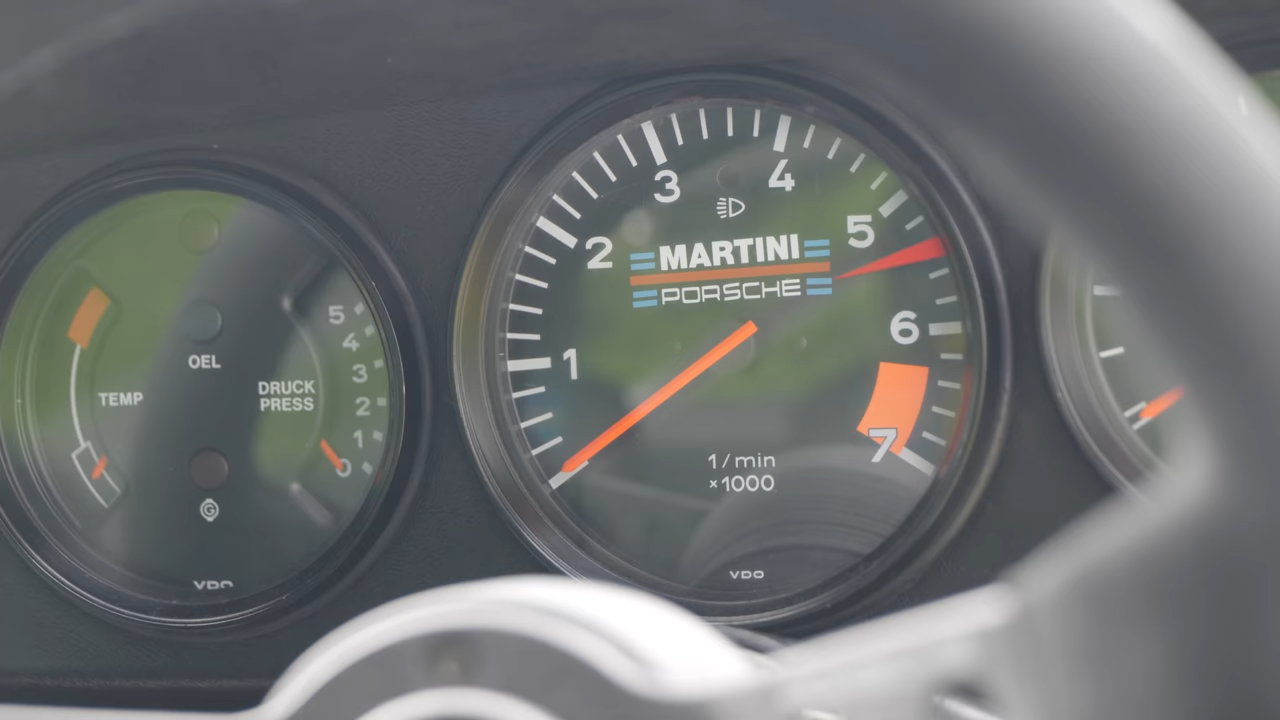 OEL
TEMP
DRUCK
PRESS
5
4
3
2
1
0
G
VDO
1
2
3
4
5
6
7
MARTINI
PORSCHE
1/min
×1000
VDO